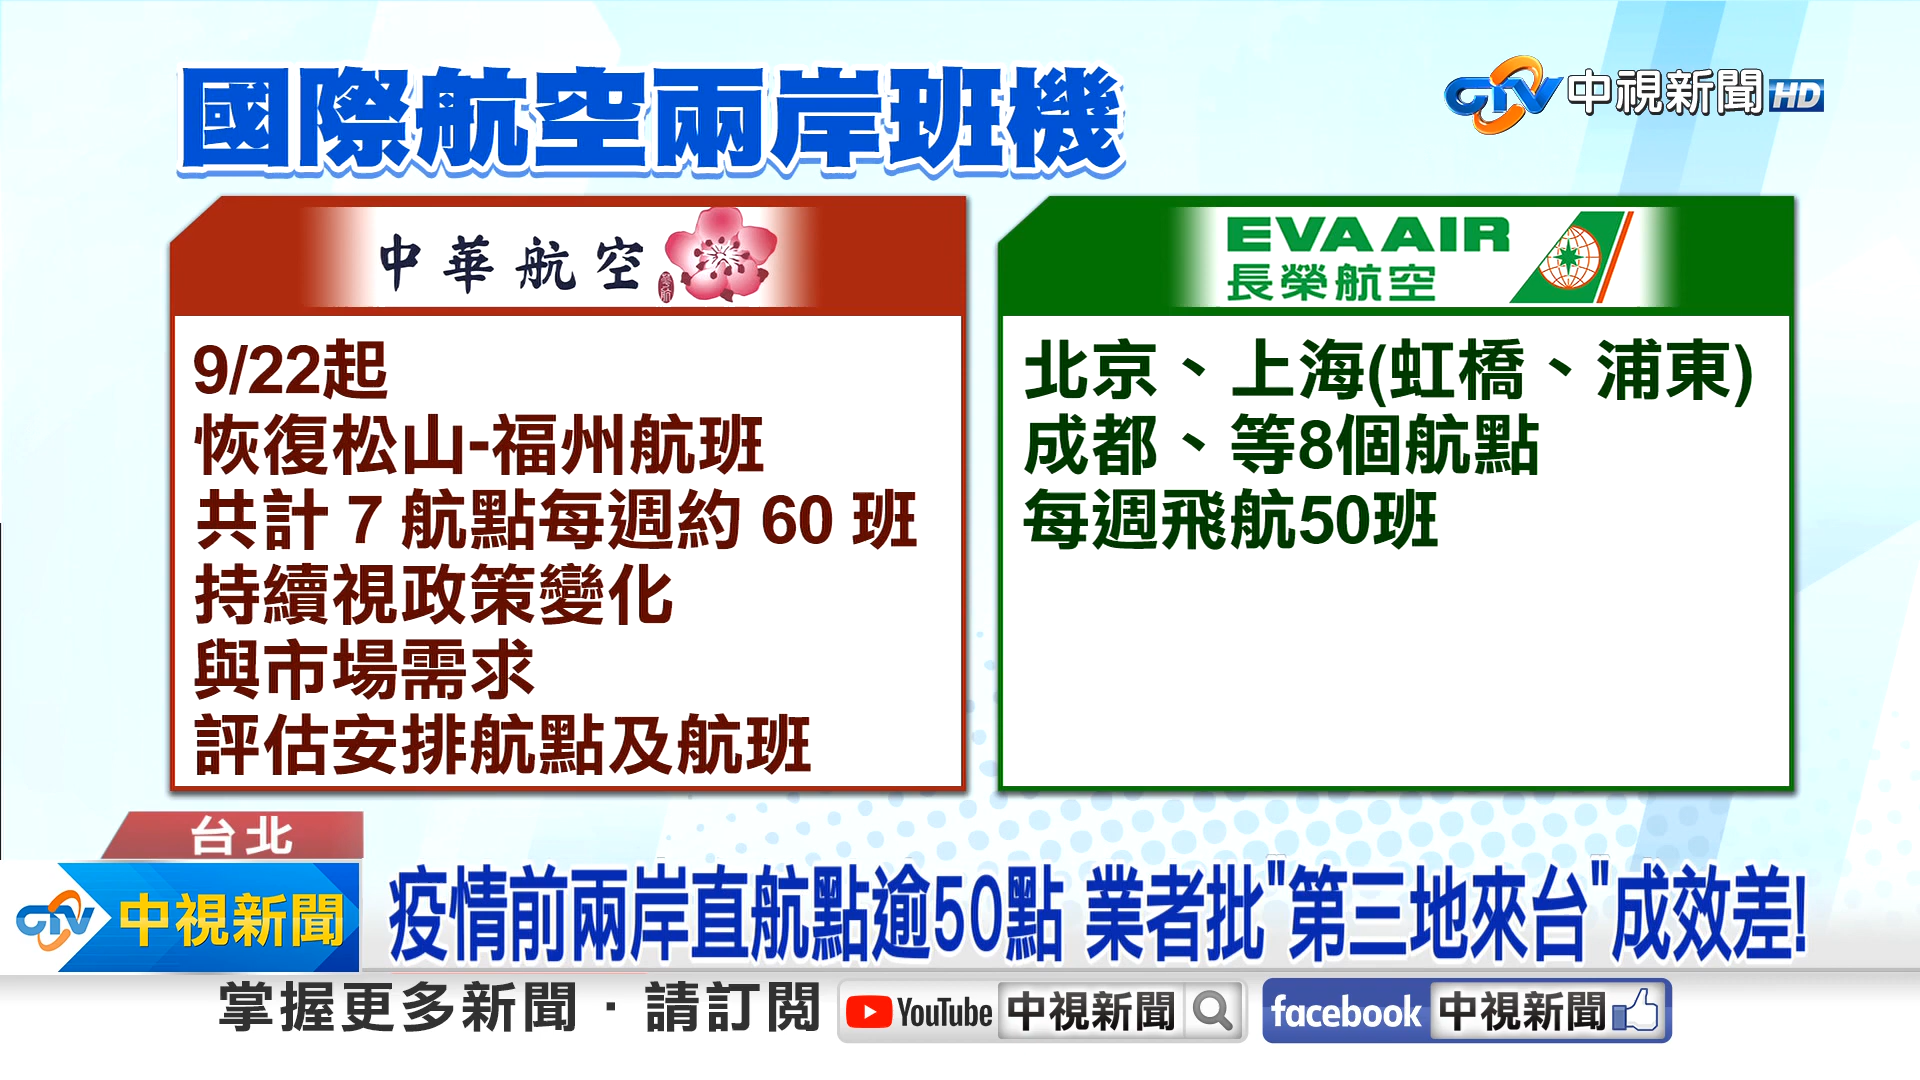 國際航空兩岸班機
CTV中視新聞HD
中華航空
9/22起
恢復松山-福州航班
共計 7 航點每週約 60 班
持續視政策變化
與市場需求
評估安排航點及航班
EVA AIR
長榮航空
北京、上海(虹橋、浦東)
成都、等8個航點
每週飛航50班
台北
CTV 中視新聞
疫情前兩岸直航點逾50點 業者批"第三地來台"成效差!
掌握更多新聞·請訂閱 YouTube 中視新聞 facebook 中視新聞